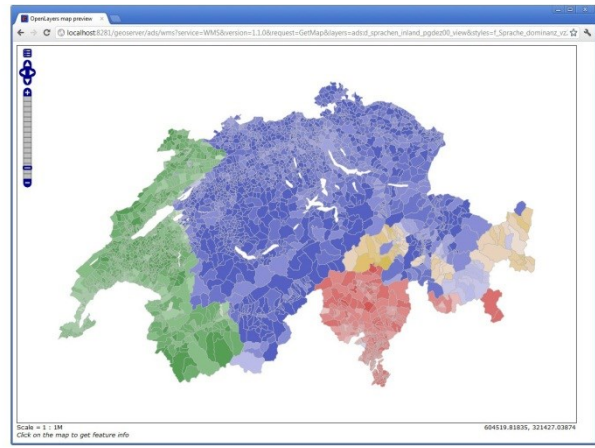 OpenLayers map preview
localhost:8281/geoserver/ads/wms?service=WMS&version=1.1.0&request=GetMap&layers=ads:d_sprachen_inland_pgdez00_view&styles=f_Sprache_dominanz_vz
Scale = 1 : 1M
604519.81835, 321427.03874
Click on the map to get feature info